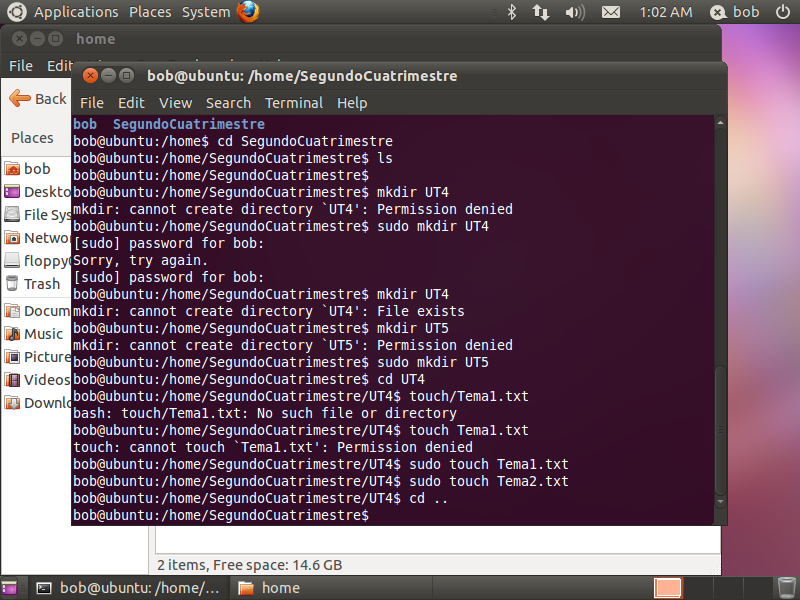 Applications Places System 1:02 AM bob
home
File Edit
bob@ubuntu: /home/SegundoCuatrimestre
File Edit View Search Terminal Help
Back
Places
bob
File Sys
Trash
Music
Videos
bob SegundoCuatrimestre
bob@ubuntu:/home$ cd SegundoCuatrimestre
bob@ubuntu:/home/SegundoCuatrimestre$ ls
bob@ubuntu:/home/SegundoCuatrimestre$
bob@ubuntu:/home/SegundoCuatrimestre$ mkdir UT4
mkdir: cannot create directory `UT4': Permission denied
bob@ubuntu:/home/SegundoCuatrimestre$ sudo mkdir UT4
[sudo] password for bob:
Sorry, try again.
[sudo] password for bob:
bob@ubuntu:/home/SegundoCuatrimestre$ mkdir UT4
mkdir: cannot create directory `UT4': File exists
bob@ubuntu:/home/SegundoCuatrimestre$ mkdir UT5
mkdir: cannot create directory `UT5': Permission denied
bob@ubuntu:/home/SegundoCuatrimestre$ sudo mkdir UT5
bob@ubuntu:/home/SegundoCuatrimestre$ cd UT4
bob@ubuntu:/home/SegundoCuatrimestre/UT4$ touch/Tema1.txt
bash: touch/Tema1.txt: No such file or directory
bob@ubuntu:/home/SegundoCuatrimestre/UT4$ touch Tema1.txt
touch: cannot touch `Tema1.txt': Permission denied
bob@ubuntu:/home/SegundoCuatrimestre/UT4$ sudo touch Tema1.txt
bob@ubuntu:/home/SegundoCuatrimestre/UT4$ sudo touch Tema2.txt
bob@ubuntu:/home/SegundoCuatrimestre/UT4$ cd ..
bob@ubuntu:/home/SegundoCuatrimestre$
2 items, Free space: 14.6 GB
bob@ubuntu: /home/... home